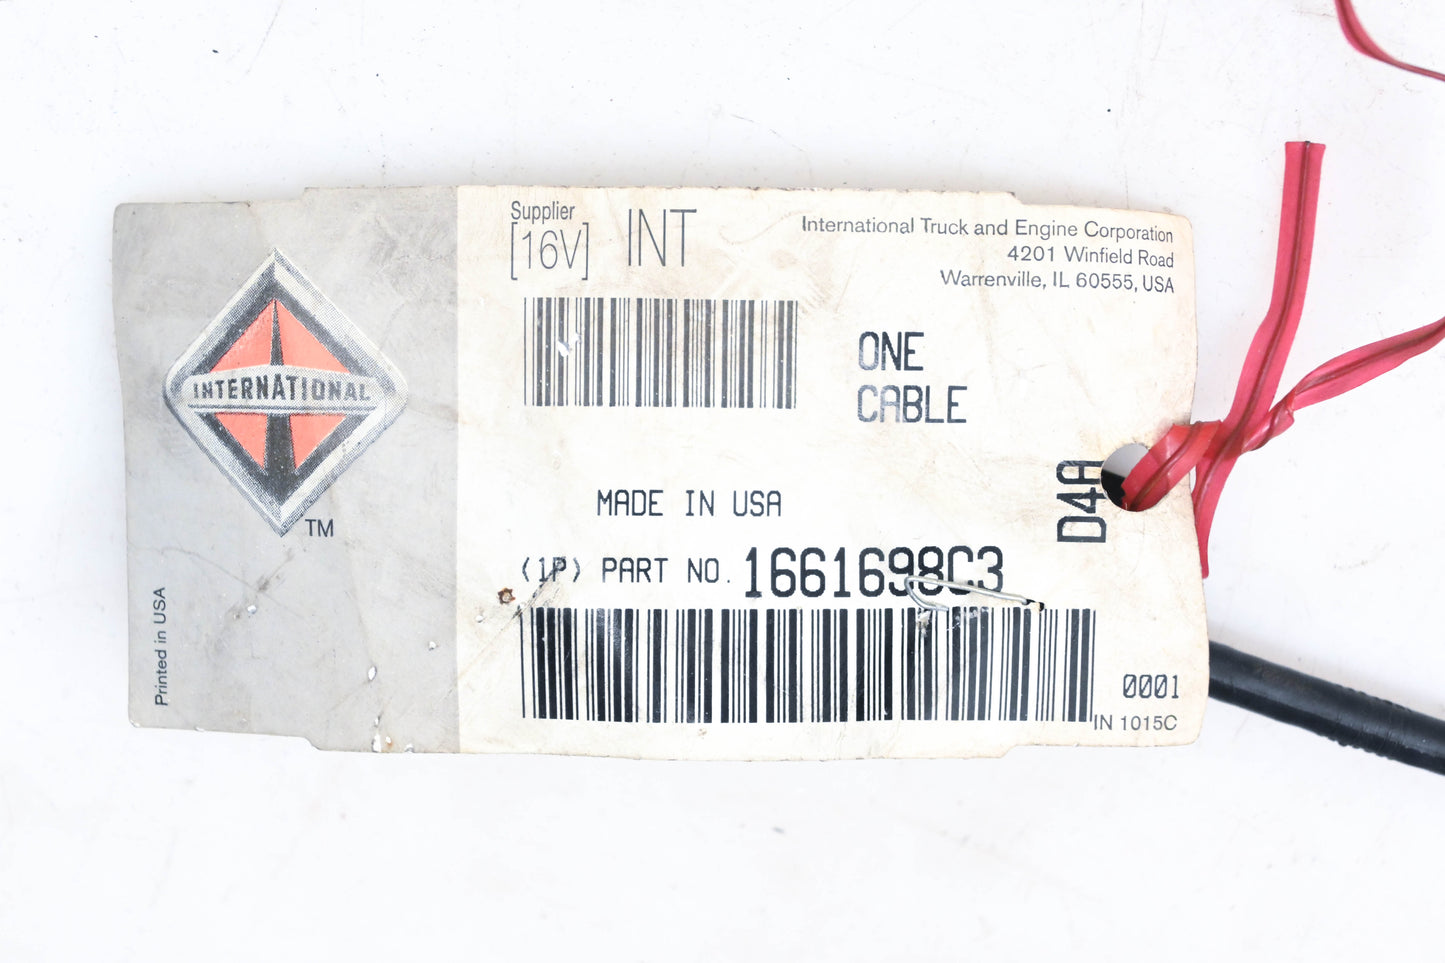 Supplier
[16V] INT
International Truck and Engine Corporation
4201 Winfield Road
Warrenville, IL 60555, USA
ONE
CABLE
INTERNATIONAL
TM
MADE IN USA
D4A
(1P) PART NO. 1661698C3
Printed in USA
0001
IN 1015C